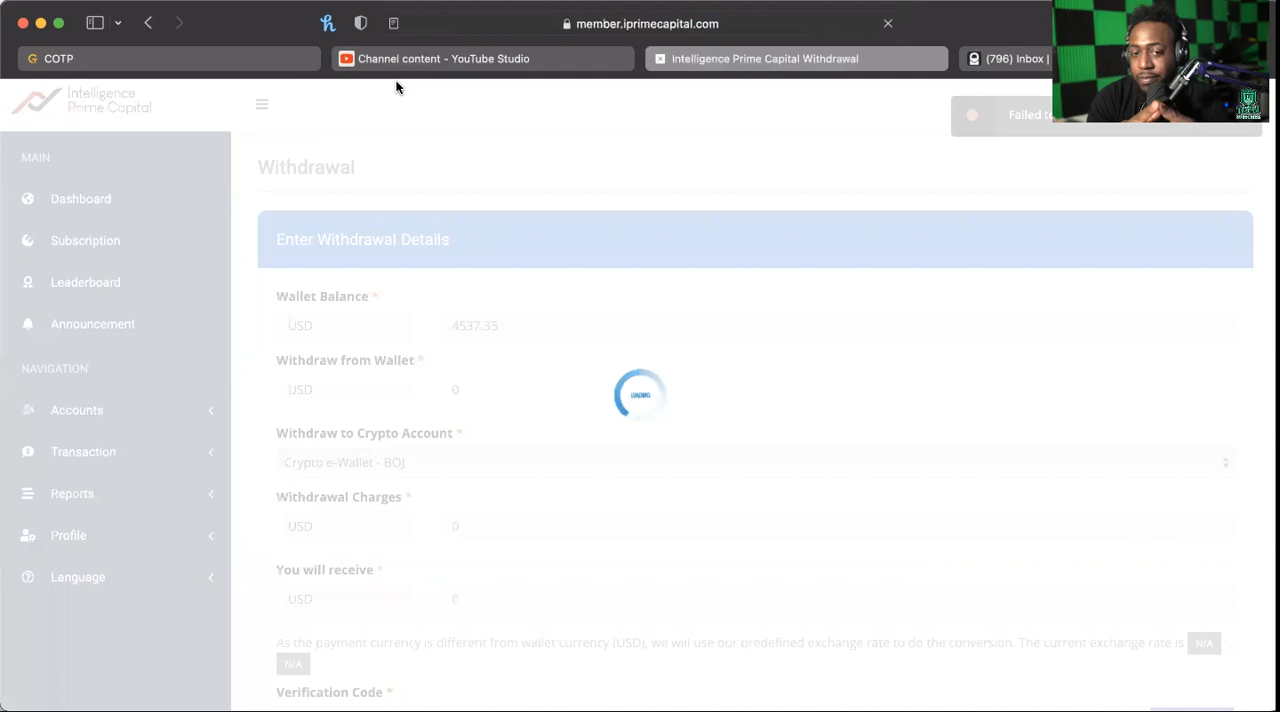 member.iprimecapital.com
COTP
Channel content - YouTube Studio
Intelligence Prime Capital Withdrawal
(796) Inbox |
Intelligence
Prime Capital
Failed to
MAIN
Withdrawal
Dashboard
Subscription
Enter Withdrawal Details
Leaderboard
Wallet Balance *
Announcement
USD 4537.35
Withdraw from Wallet *
NAVIGATION
USD 0
Accounts
Withdraw to Crypto Account *
Transaction
Crypto e-Wallet - BOJ
Reports
Withdrawal Charges *
USD 0
Profile
You will receive *
Language
USD 0
LOADING
As the payment currency is different from wallet currency (USD), we will use our predefined exchange rate to do the conversion. The current exchange rate is N/A :
N/A
Verification Code *